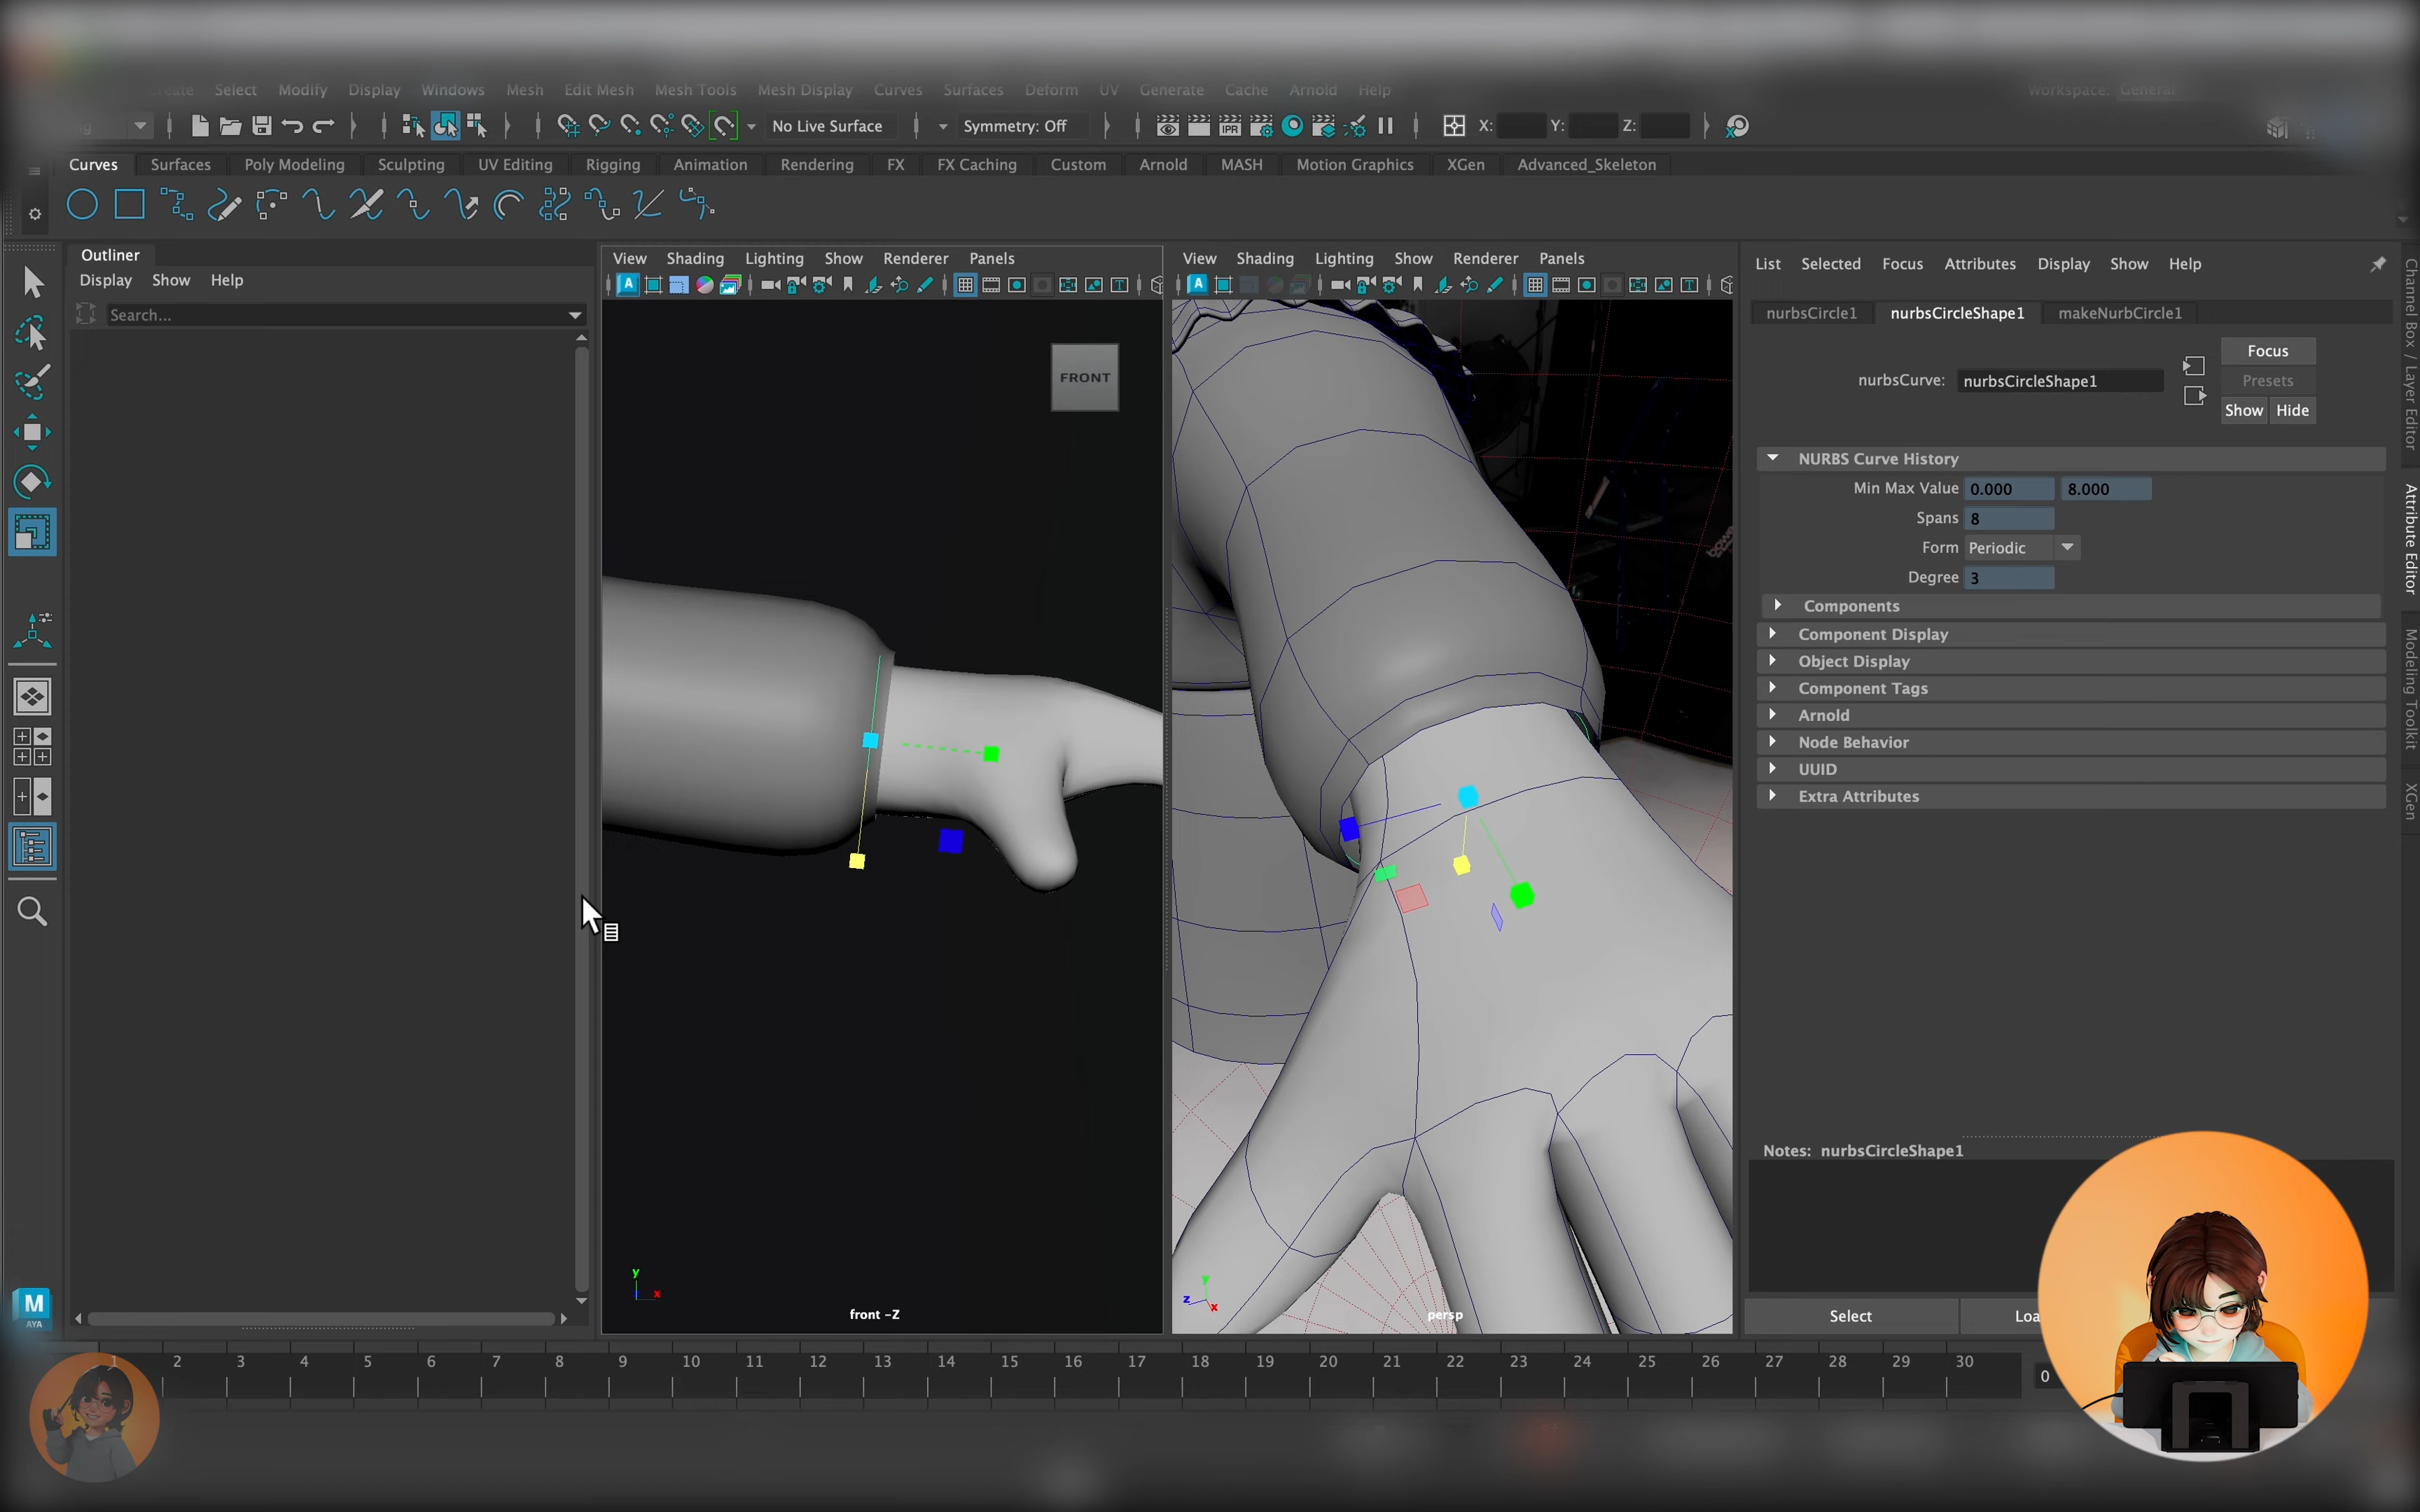 Create Select Modify Display Windows Mesh Edit Mesh Mesh Tools Mesh Display Curves Surfaces Deform UV Generate Cache Arnold Help
Workspace: General
No Live Surface Symmetry: Off IPR X: Y: Z:
Curves Surfaces Poly Modeling Sculpting UV Editing Rigging Animation Rendering FX FX Caching Custom Arnold MASH Motion Graphics XGen Advanced_Skeleton
Outliner
Display Show Help
Search...
View Shading Lighting Show Renderer Panels
FRONT
y
x
front -Z
View Shading Lighting Show Renderer Panels
y
z
x
persp
List Selected Focus Attributes Display Show Help
nurbsCircle1 nurbsCircleShape1 makeNurbCircle1
Focus
nurbsCurve: nurbsCircleShape1
Presets
Show Hide
NURBS Curve History
Min Max Value 0.000 8.000
Spans 8
Form Periodic
Degree 3
Components
Component Display
Object Display
Component Tags
Arnold
Node Behavior
UUID
Extra Attributes
Notes: nurbsCircleShape1
Select
Channel Box / Layer Editor
Attribute Editor
Modeling Toolkit
XGen
M
AYA
1 2 3 4 5 6 7 8 9 10 11 12 13 14 15 16 17 18 19 20 21 22 23 24 25 26 27 28 29 30
0